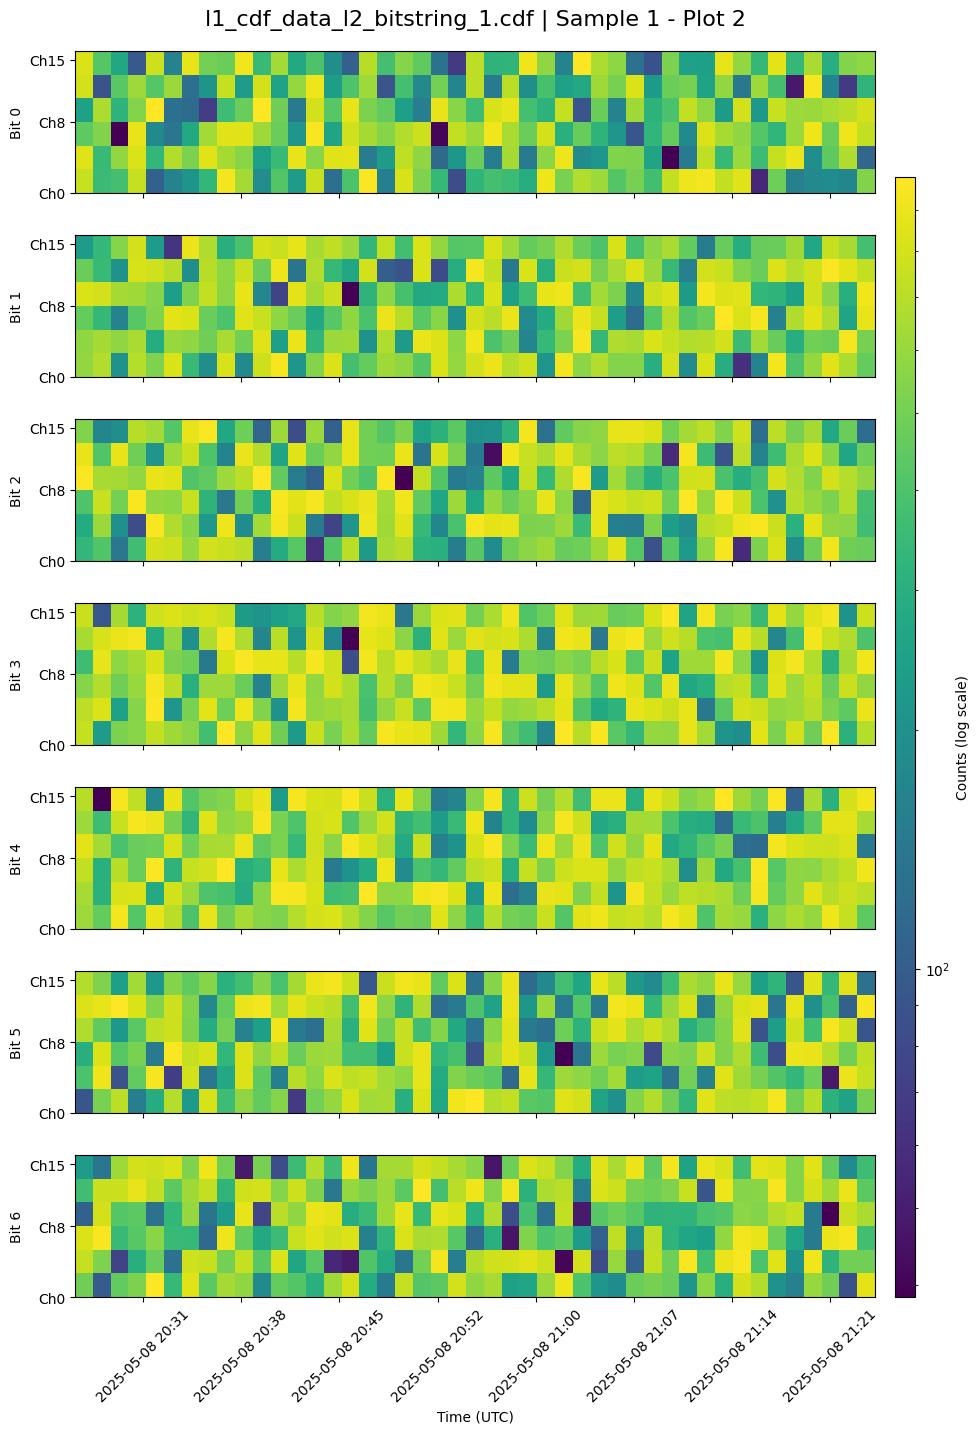 l1_cdf_data_l2_bitstring_1.cdf | Sample 1 - Plot 2
Ch15
Bit 0
Ch8
Ch0
Ch15
Bit 1
Ch8
Ch0
Ch15
Bit 2
Ch8
Ch0
Ch15
Bit 3
Ch8
Ch0
Ch15
Bit 4
Ch8
Ch0
Ch15
Bit 5
Ch8
Ch0
Ch15
Bit 6
Ch8
Ch0
2025-05-08 20:31
2025-05-08 20:38
2025-05-08 20:45
2025-05-08 20:52
2025-05-08 21:00
2025-05-08 21:07
2025-05-08 21:14
2025-05-08 21:21
Time (UTC)
10²
Counts (log scale)